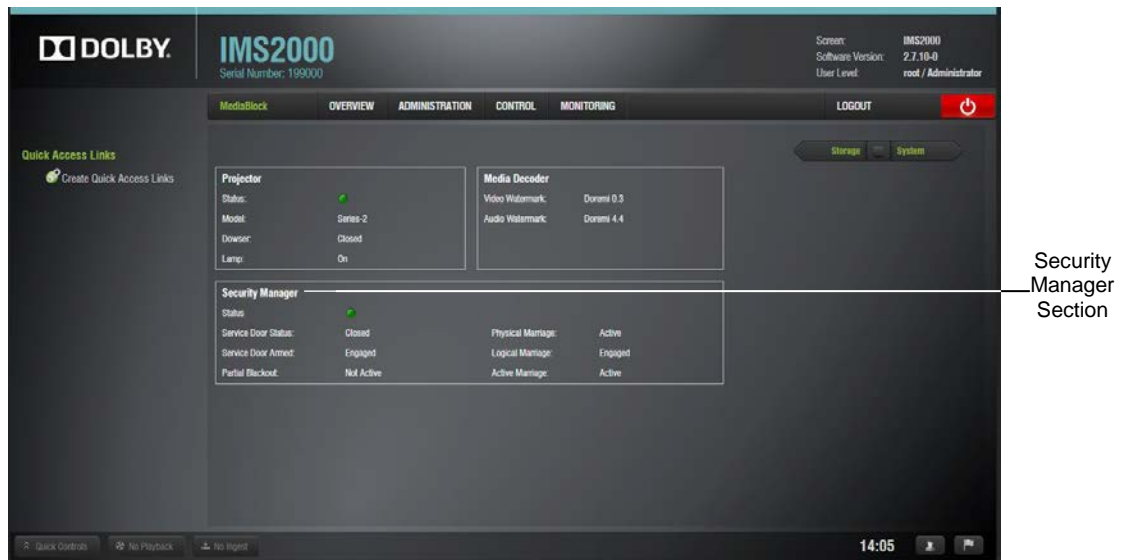 DOLBY.
IMS2000
Serial Number: 199000
Screen: IMS2000
Software Version: 2.7.10-0
User Level: root / Administrator
MediaBlock OVERVIEW ADMINISTRATION CONTROL MONITORING LOGOUT
Quick Access Links
Create Quick Access Links
Storage System
Projector
Status:
Model: Series-2
Dowser: Closed
Lamp: On
Media Decoder
Video Watermark: Doremi 0.3
Audio Watermark: Doremi 4.4
Security Manager
Status
Service Door Status: Closed Physical Marriage: Active
Service Door Armed: Engaged Logical Marriage: Engaged
Partial Blackout: Not Active Active Marriage: Active
Security
Manager
Section
Quick Controls No Playback No Ingest 14:05